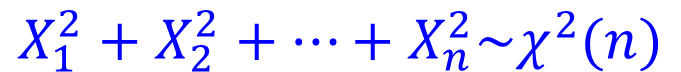 X₁² + X₂² + ⋯ + Xₙ² ~ χ²(n)